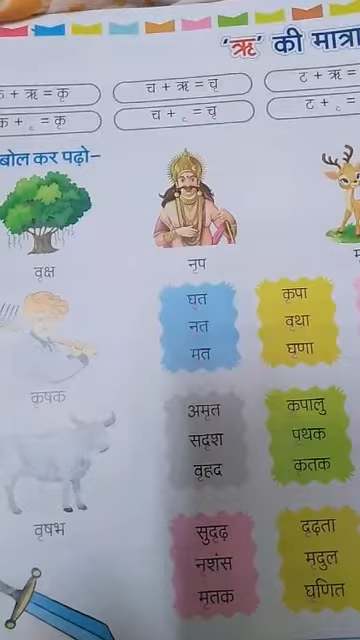 'ऋ' की मात्रा
क + ऋ = कृ
च + ऋ = चृ
ट + ऋ =
क + ृ = कृ
च + ृ = चृ
ट + ृ =
बोल कर पढ़ो–
वृक्ष
नृप
कृषक
वृषभ
घृत
नृत
मृत
कृपा
वृथा
घृणा
अमृत
सदृश
वृहद
कृपालु
पृथक
कृतक
सुदृढ़
नृशंस
मृतक
दृढ़ता
मृदुल
घृणित